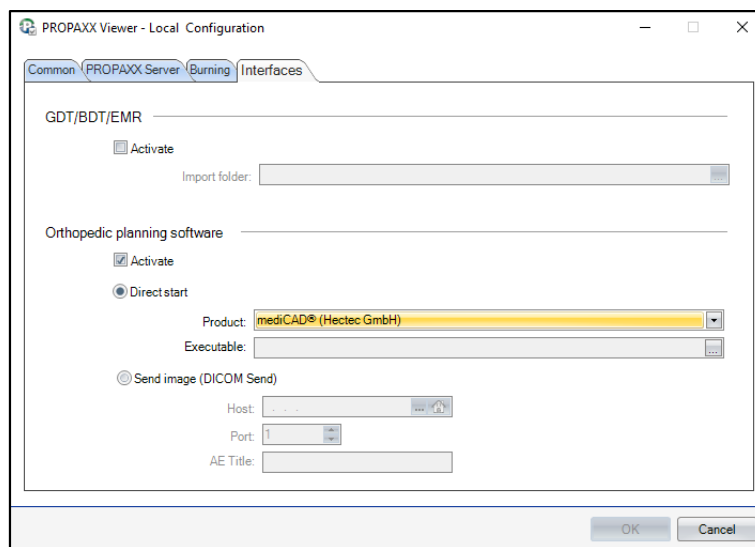 PROPAXX Viewer - Local Configuration
Common PROPAXX Server Burning Interfaces
GDT/BDT/EMR
Activate
Import folder: ...
Orthopedic planning software
Activate
Direct start
Product: mediCAD® (Hectec GmbH)
Executable: ...
Send image (DICOM Send)
Host: . . . ...
Port: 1
AE Title:
OK Cancel